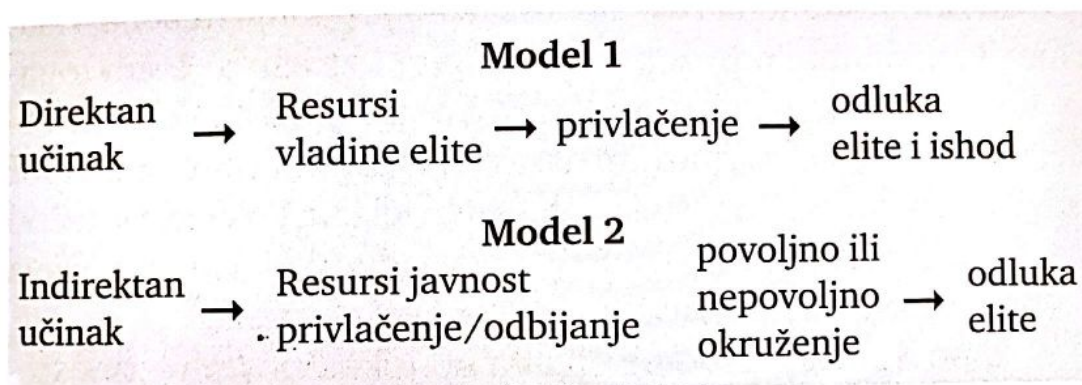 Model 1
Direktan učinak → Resursi vladine elite → privlačenje → odluka elite i ishod
Model 2
Indirektan učinak → Resursi javnost privlačenje/odbijanje povoljno ili nepovoljno okruženje → odluka elite